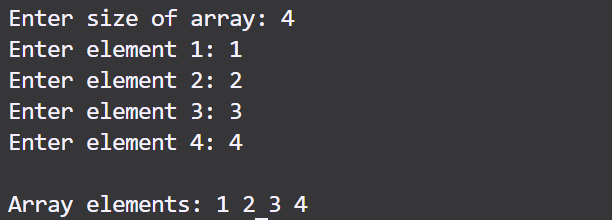 Enter size of array: 4
Enter element 1: 1
Enter element 2: 2
Enter element 3: 3
Enter element 4: 4
Array elements: 1 2 3 4